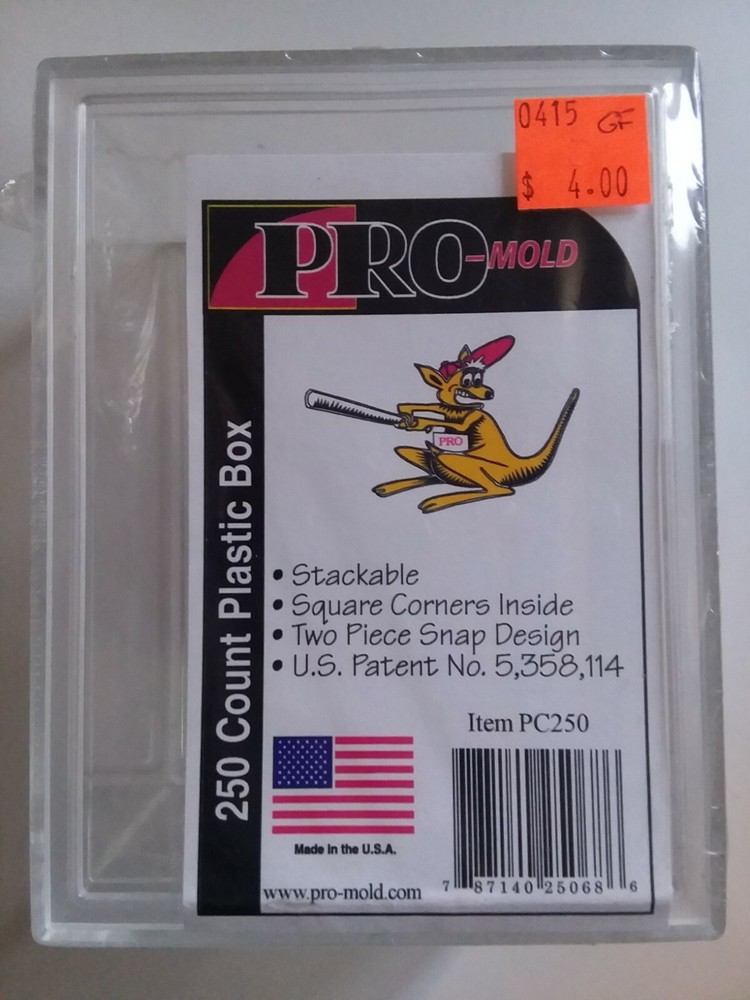 0415 GF
$ 4.00
PRO-MOLD
PRO
250 Count Plastic Box
• Stackable
• Square Corners Inside
• Two Piece Snap Design
• U.S. Patent No. 5,358,114
Item PC250
Made in the U.S.A.
www.pro-mold.com
7 87140 25068 6